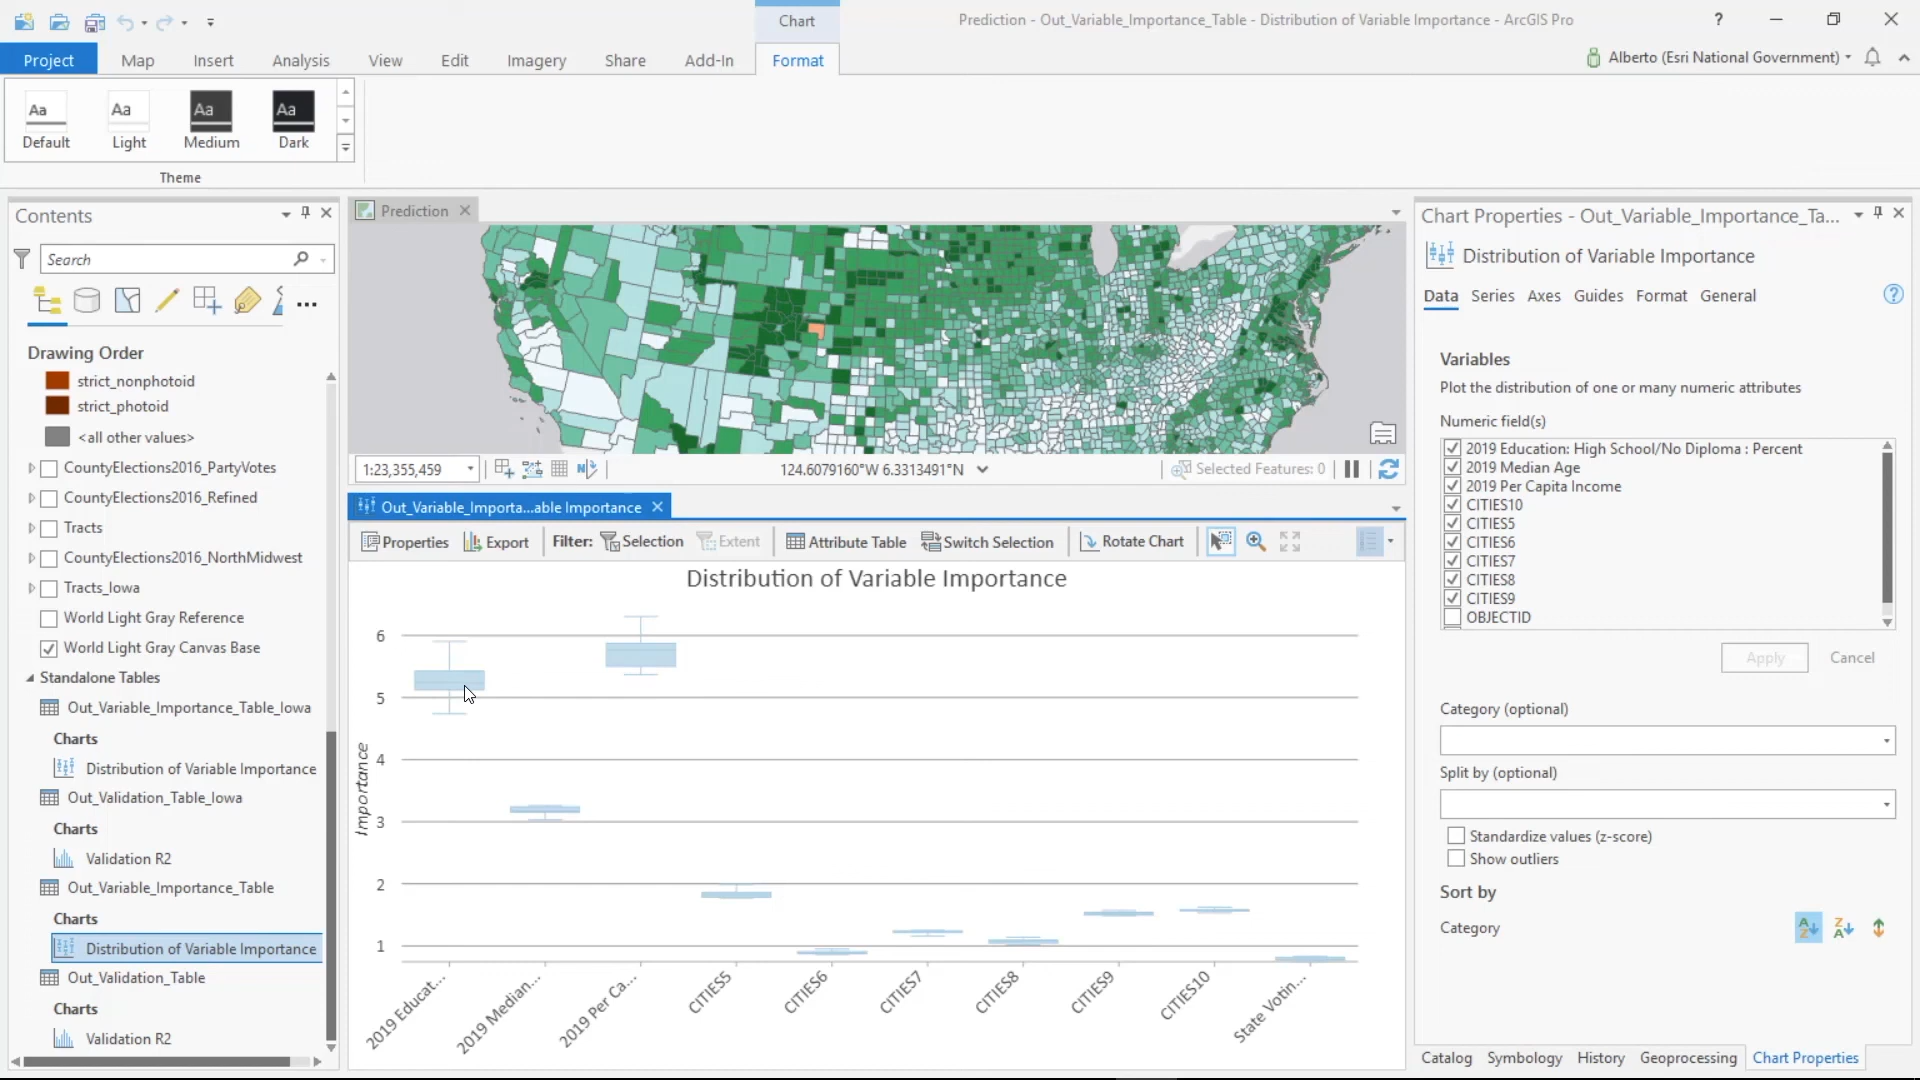 Chart
Prediction - Out_Variable_Importance_Table - Distribution of Variable Importance - ArcGIS Pro
?
Project
Map
Insert
Analysis
View
Edit
Imagery
Share
Add-In
Format
Alberto (Esri National Government)
Aa
Aa
Aa
Aa
Default
Light
Medium
Dark
Theme
Contents
Search
Drawing Order
strict_nonphotoid
strict_photoid
<all other values>
CountyElections2016_PartyVotes
CountyElections2016_Refined
Tracts
CountyElections2016_NorthMidwest
Tracts_Iowa
World Light Gray Reference
World Light Gray Canvas Base
Standalone Tables
Out_Variable_Importance_Table_Iowa
Charts
Distribution of Variable Importance
Out_Validation_Table_Iowa
Charts
Validation R2
Out_Variable_Importance_Table
Charts
Distribution of Variable Importance
Out_Validation_Table
Charts
Validation R2
Prediction
1:23,355,459
124.6079160°W 6.3313491°N
Selected Features: 0
Out_Variable_Importa...able Importance
Properties
Export
Filter:
Selection
Extent
Attribute Table
Switch Selection
Rotate Chart
Distribution of Variable Importance
Importance
6
5
4
3
2
1
2019 Educat...
2019 Median...
2019 Per Ca...
CITIES5
CITIES6
CITIES7
CITIES8
CITIES9
CITIES10
State Votin...
Chart Properties - Out_Variable_Importance_Ta...
Distribution of Variable Importance
Data
Series
Axes
Guides
Format
General
?
Variables
Plot the distribution of one or many numeric attributes
Numeric field(s)
2019 Education: High School/No Diploma : Percent
2019 Median Age
2019 Per Capita Income
CITIES10
CITIES5
CITIES6
CITIES7
CITIES8
CITIES9
OBJECTID
Apply
Cancel
Category (optional)
Split by (optional)
Standardize values (z-score)
Show outliers
Sort by
Category
A
Z
Z
A
Catalog
Symbology
History
Geoprocessing
Chart Properties